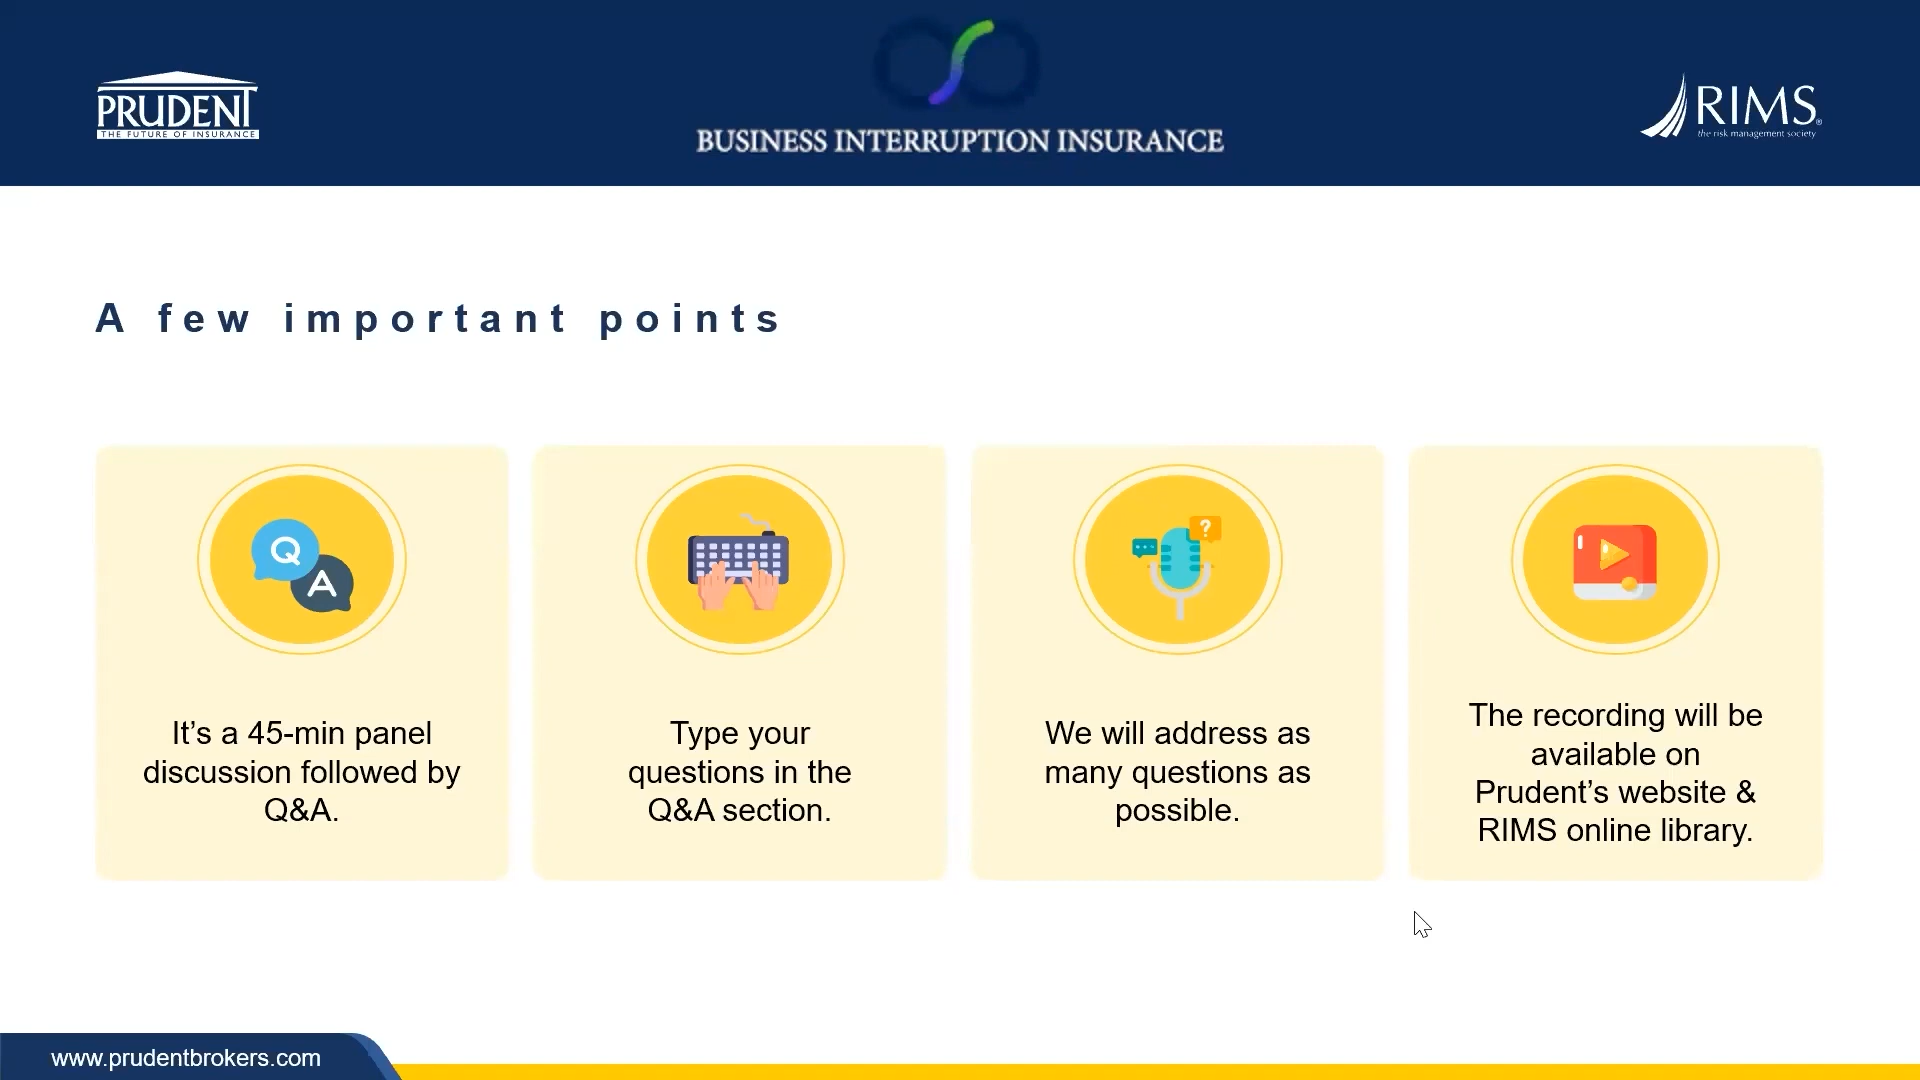 PRUDENT
THE FUTURE OF INSURANCE
BUSINESS INTERRUPTION INSURANCE
RIMS®
the risk management society
A few important points
Q
A
?
It’s a 45-min panel
discussion followed by
Q&A.
Type your
questions in the
Q&A section.
We will address as
many questions as
possible.
The recording will be
available on
Prudent’s website &
RIMS online library.
www.prudentbrokers.com